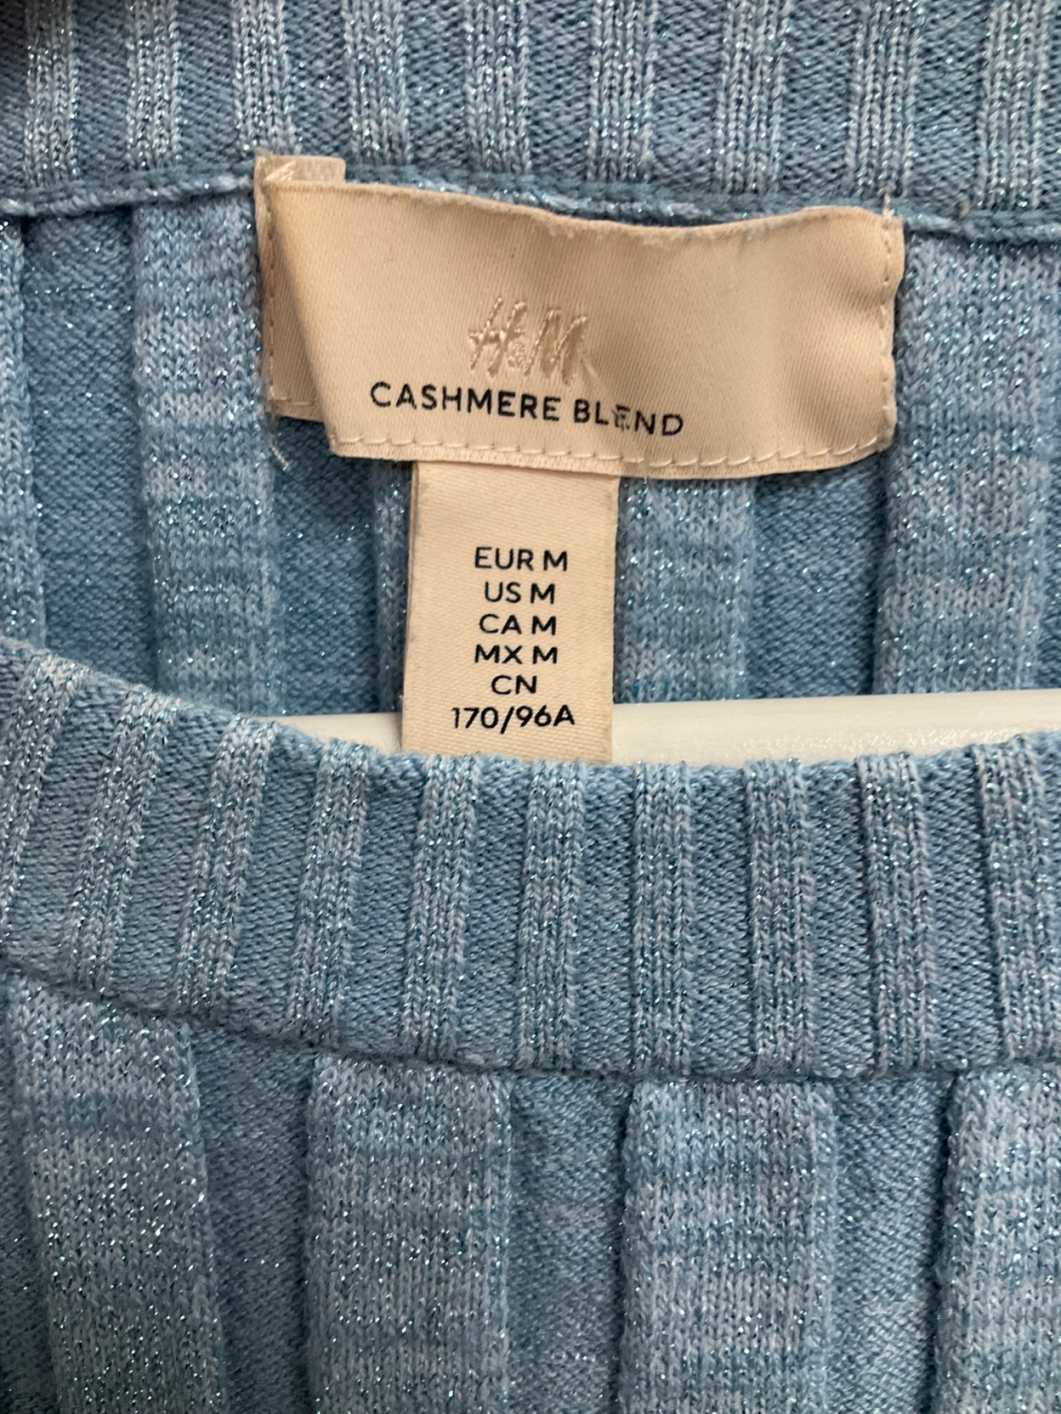 H&M
CASHMERE BLEND
EUR M
US M
CA M
MX M
CN
170/96A